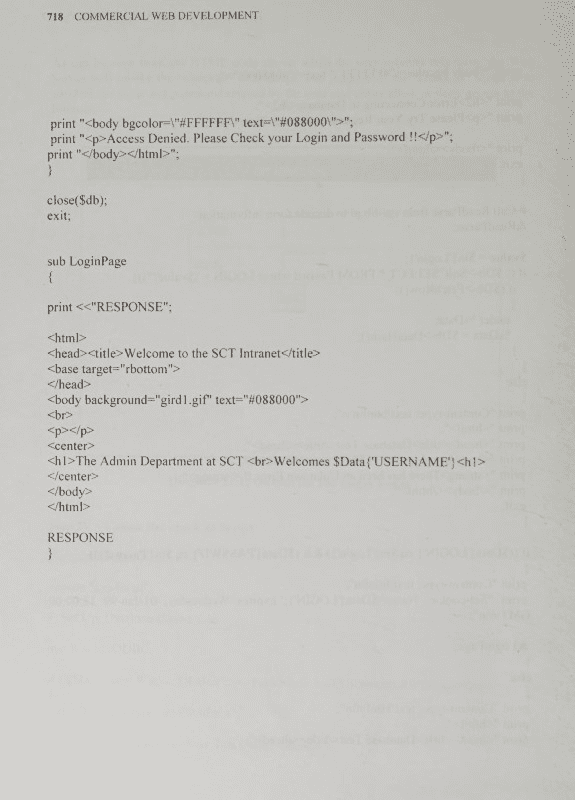 718 COMMERCIAL WEB DEVELOPMENT
print "<body bgcolor=\"#FFFFFF\" text=\"#088000\">";
print "<p>Access Denied. Please Check your Login and Password !!</p>";
print "</body></html>";
}
close($db);
exit;
sub LoginPage
{
print <<"RESPONSE";
<html>
<head><title>Welcome to the SCT Intranet</title>
<base target="rbottom">
</head>
<body background="gird1.gif" text="#088000">
<br>
<p></p>
<center>
<h1>The Admin Department at SCT <br>Welcomes $Data{'USERNAME'}<h1>
</center>
</body>
</html>
RESPONSE
}